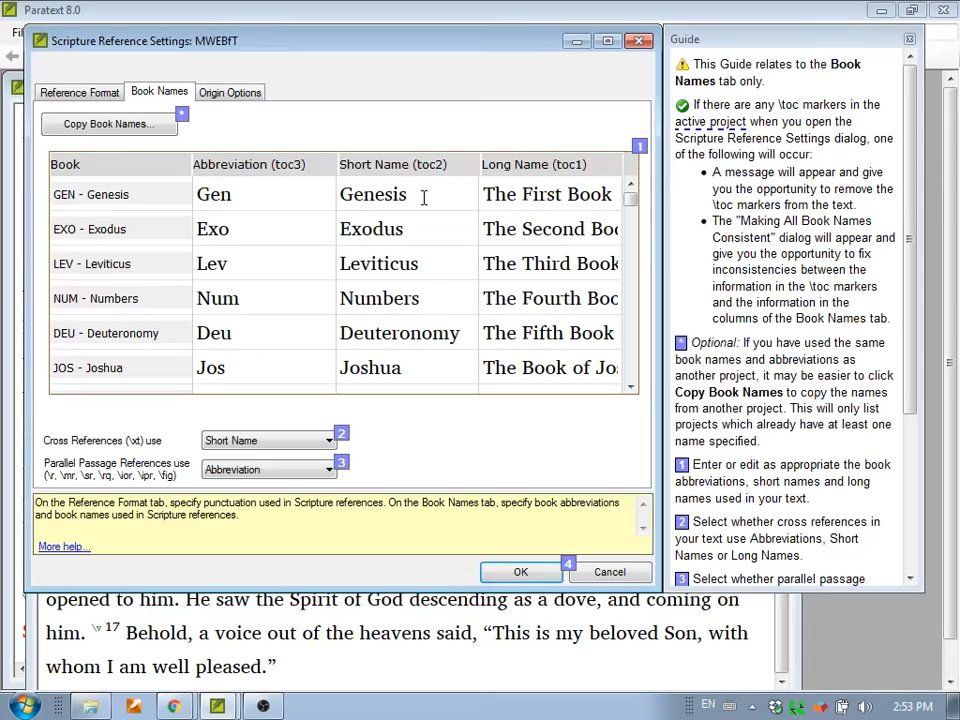 Paratext 8.0
Fi
Scripture Reference Settings: MWEBfT
Reference Format
Book Names
Origin Options
Copy Book Names...
*
1
Book
Abbreviation (toc3)
Short Name (toc2)
Long Name (toc1)
GEN - Genesis
Gen
Genesis
The First Book
EXO - Exodus
Exo
Exodus
The Second Boo
LEV - Leviticus
Lev
Leviticus
The Third Book
NUM - Numbers
Num
Numbers
The Fourth Boo
DEU - Deuteronomy
Deu
Deuteronomy
The Fifth Book
JOS - Joshua
Jos
Joshua
The Book of Jos
Cross References (\xt) use
Short Name
2
Parallel Passage References use
(\r, \mr, \sr, \rq, \ior, \ipr, \fig)
Abbreviation
3
On the Reference Format tab, specify punctuation used in Scripture references. On the Book Names tab, specify book abbreviations
and book names used in Scripture references.
More help...
4
OK
Cancel
Guide
This Guide relates to the Book
Names tab only.
If there are any \toc markers in the
active project when you open the
Scripture Reference Settings dialog, one
of the following will occur:
• A message will appear and give
you the opportunity to remove the
\toc markers from the text.
• The "Making All Book Names
Consistent" dialog will appear and
give you the opportunity to fix
inconsistencies between the
information in the \toc markers
and the information in the
columns of the Book Names tab.
* Optional: If you have used the same
book names and abbreviations as
another project, it may be easier to click
Copy Book Names to copy the names
from another project. This will only list
projects which already have at least one
name specified.
1 Enter or edit as appropriate the book
abbreviations, short names and long
names used in your text.
2 Select whether cross references in
your text use Abbreviations, Short
Names or Long Names.
3 Select whether parallel passage
opened to him. He saw the Spirit of God descending as a dove, and coming on
him. 17 Behold, a voice out of the heavens said, “This is my beloved Son, with
whom I am well pleased.”
EN
2:53 PM